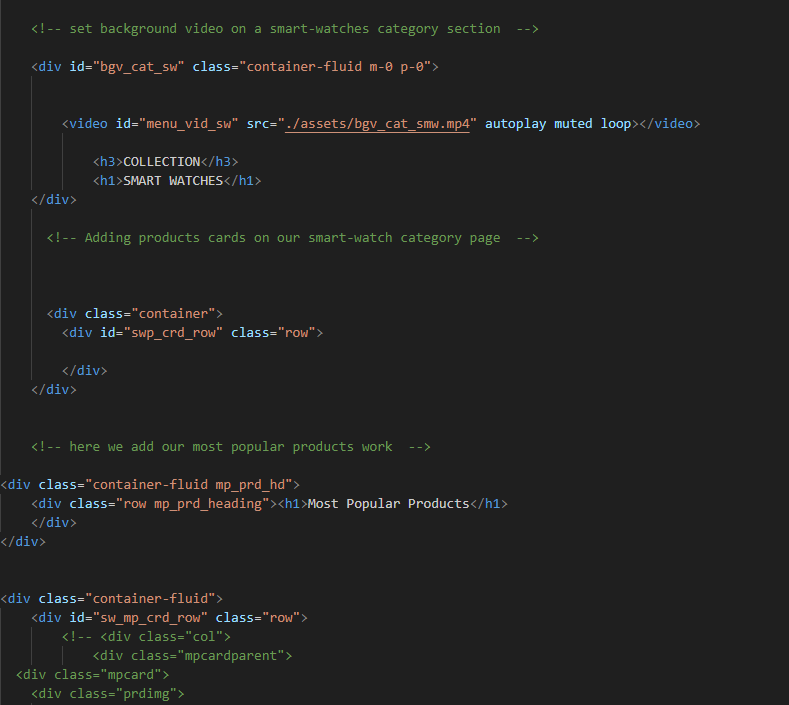 <!-- set background video on a smart-watches category section  -->
<div id="bgv_cat_sw" class="container-fluid m-0 p-0">
<video id="menu_vid_sw" src="./assets/bgv_cat_smw.mp4" autoplay muted loop></video>
<h3>COLLECTION</h3>
<h1>SMART WATCHES</h1>
</div>
<!-- Adding products cards on our smart-watch category page  -->
<div class="container">
<div id="swp_crd_row" class="row">
</div>
</div>
<!-- here we add our most popular products work  -->
<div class="container-fluid mp_prd_hd">
<div class="row mp_prd_heading"><h1>Most Popular Products</h1>
</div>
</div>
<div class="container-fluid">
<div id="sw_mp_crd_row" class="row">
<!-- <div class="col">
<div class="mpcardparent">
<div class="mpcard">
<div class="prdimg">